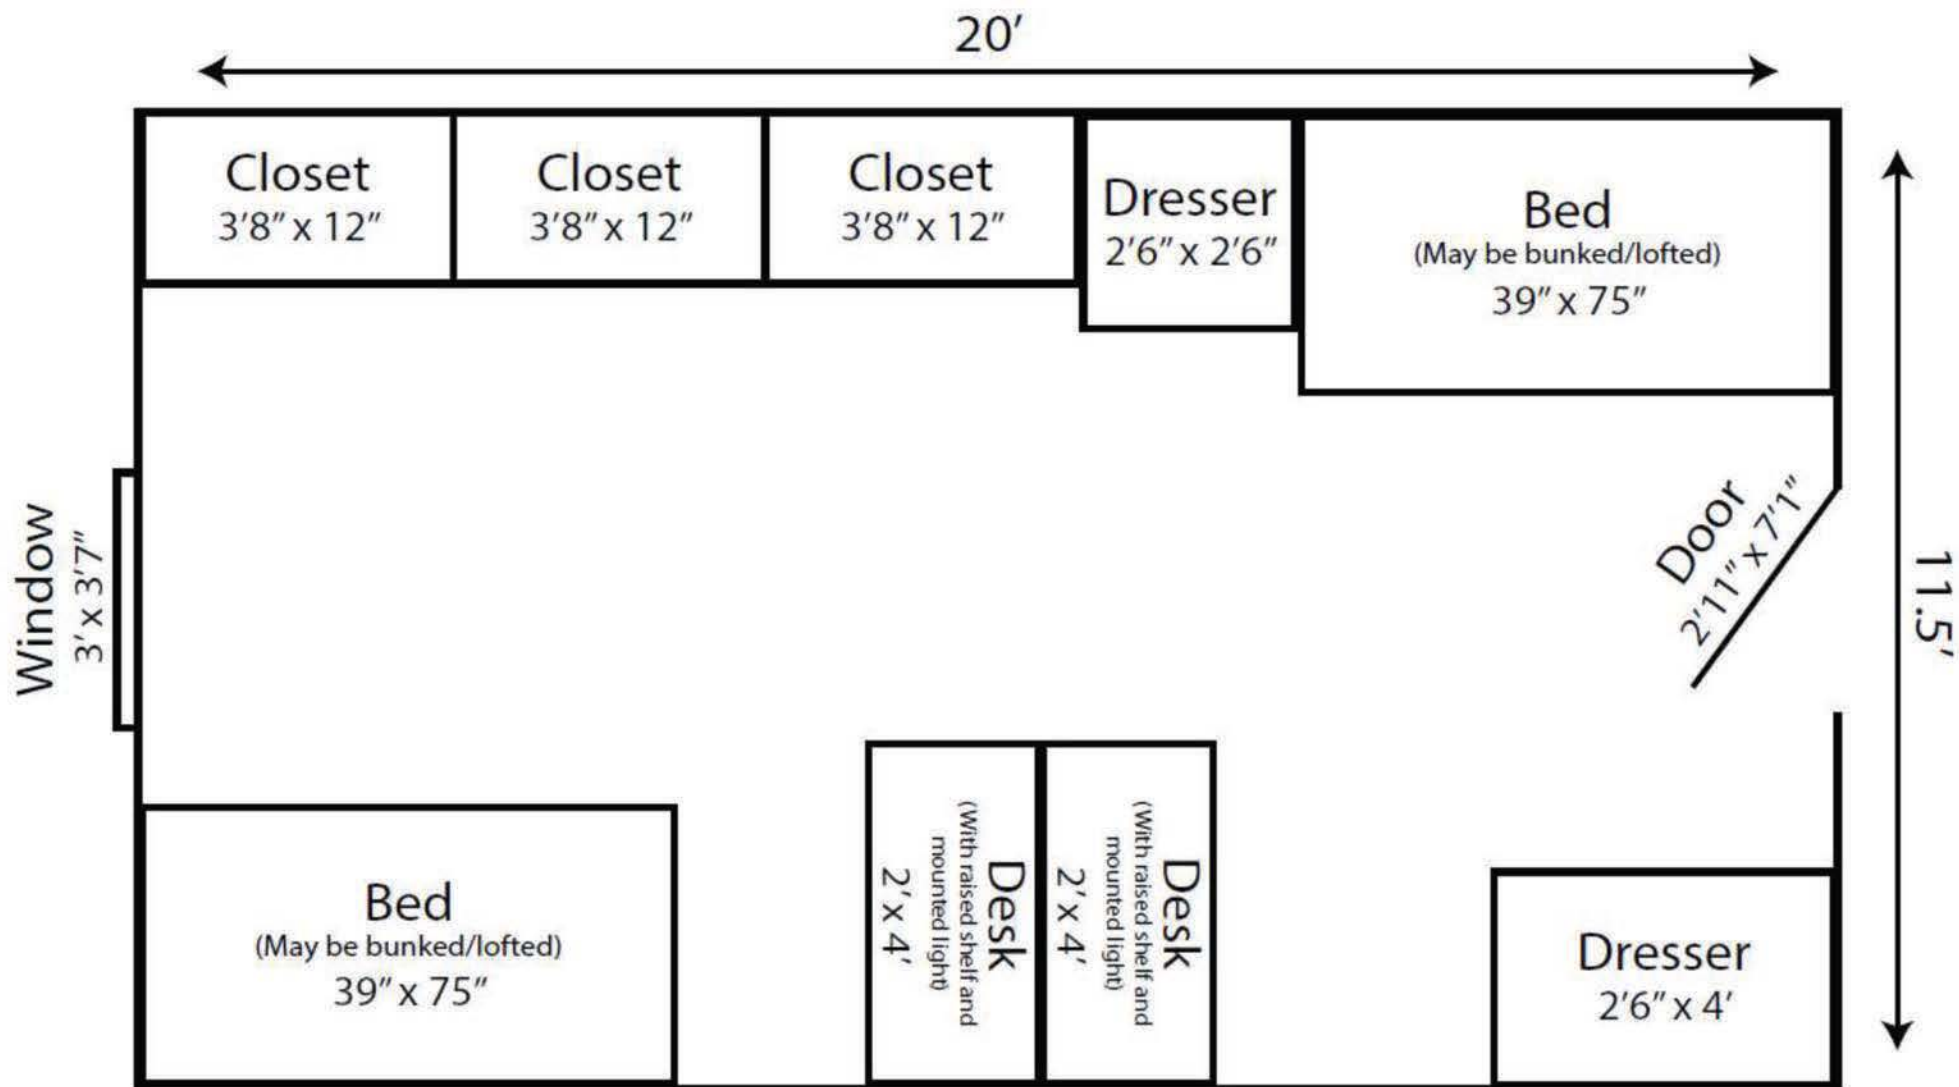 20′
Closet
3′8″ x 12″
Closet
3′8″ x 12″
Closet
3′8″ x 12″
Dresser
2′6″ x 2′6″
Bed
(May be bunked/lofted)
39″ x 75″
Window
3′ x 3′7″
Door
2′11″ x 7′1″
11.5′
Bed
(May be bunked/lofted)
39″ x 75″
Desk
(With raised shelf and
mounted light)
2′ x 4′
Desk
(With raised shelf and
mounted light)
2′ x 4′
Dresser
2′6″ x 4′